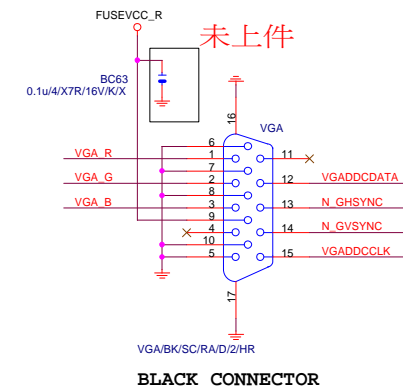 FUSEVCC_R
未上件
BC63
0.1u/4/X7R/16V/K/X
16
VGA
6
VGA_R 1 11
7
VGA_G 2 12 VGADDCDATA
8
VGA_B 3 13 N_GHSYNC
9
4 14 N_GVSYNC
10
5 15 VGADDCCLK
17
VGA/BK/SC/RA/D/2/HR
BLACK CONNECTOR